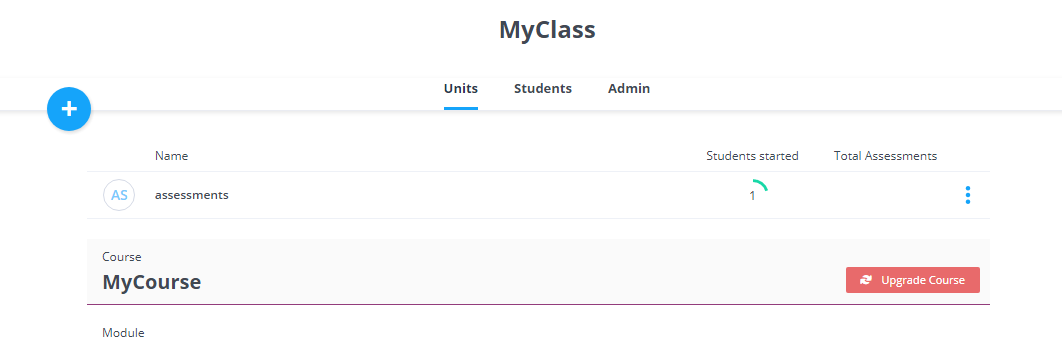 MyClass
Units Students Admin
+
Name Students started Total Assessments
AS assessments 1
Course
MyCourse
Upgrade Course
Module